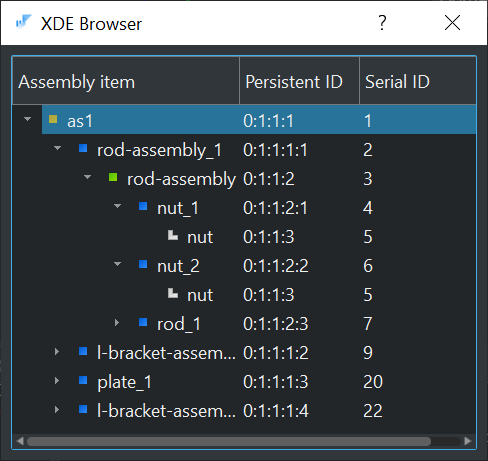 XDE Browser
Assembly item Persistent ID Serial ID
as1 0:1:1:1 1
rod-assembly_1 0:1:1:1:1 2
rod-assembly 0:1:1:2 3
nut_1 0:1:1:2:1 4
nut 0:1:1:3 5
nut_2 0:1:1:2:2 6
nut 0:1:1:3 5
rod_1 0:1:1:2:3 7
l-bracket-assem... 0:1:1:1:2 9
plate_1 0:1:1:1:3 20
l-bracket-assem... 0:1:1:1:4 22